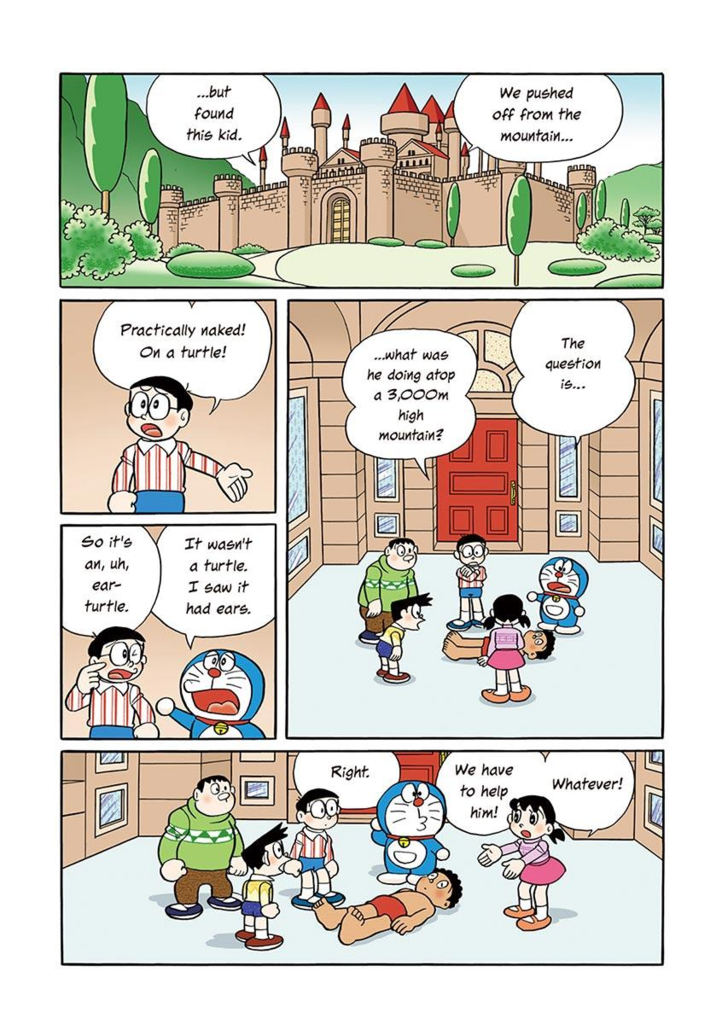 We pushed
off from the
mountain...
...but
found
this kid.
The
question
is...
...what was
he doing atop
a 3,000m
high
mountain?
Practically naked!
On a turtle!
It wasn't
a turtle.
I saw it
had ears.
So it's
an, uh,
ear-
turtle.
Whatever!
We have
to help
him!
Right.